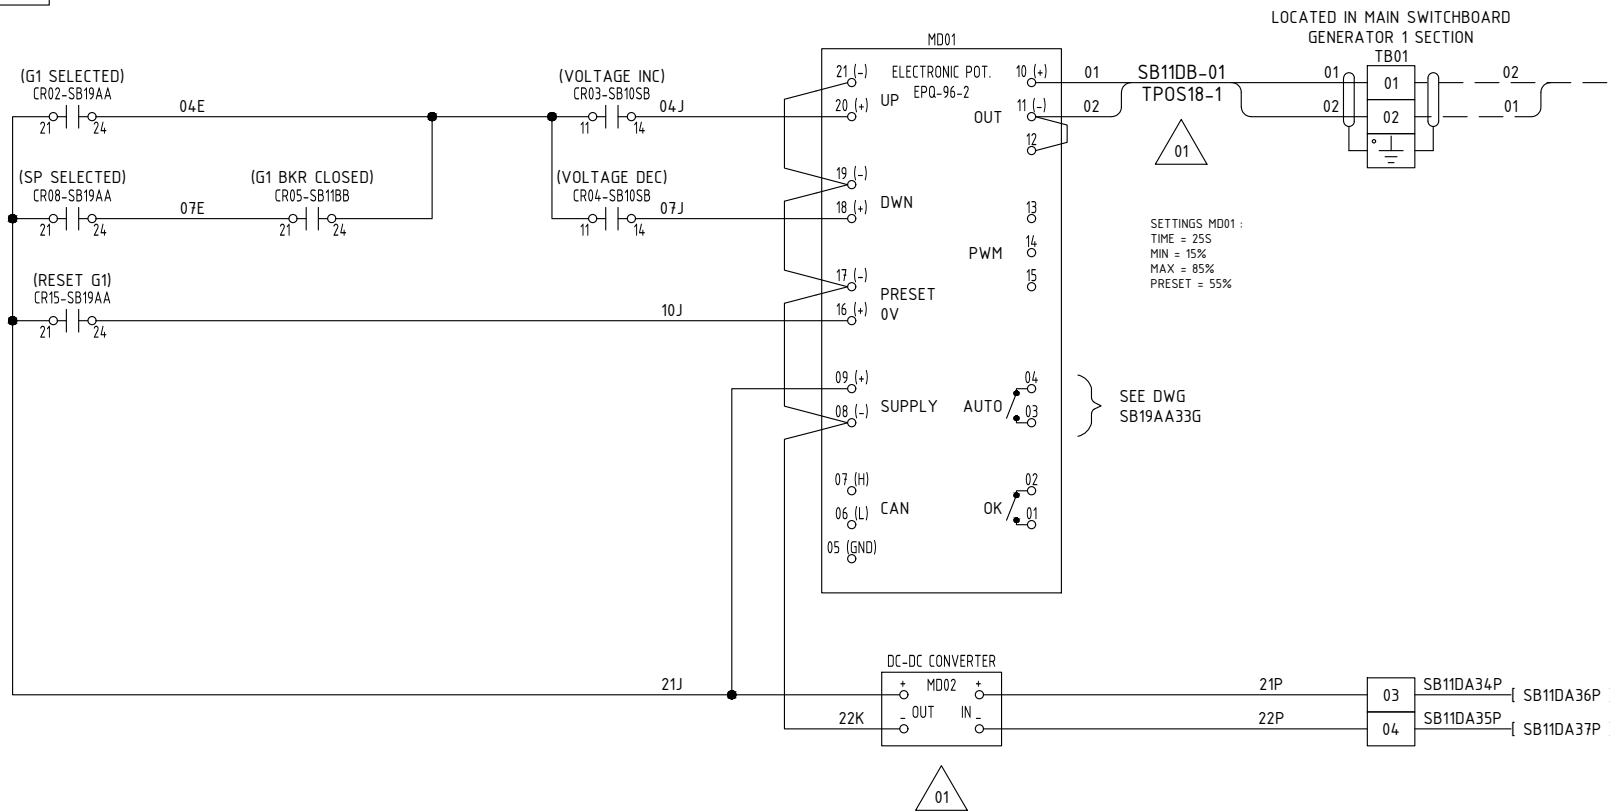 LOCATED IN MAIN SWITCHBOARD
GENERATOR 1 SECTION
TB01
MD01
ELECTRONIC POT.
EPQ-96-2
(G1 SELECTED)
CR02-SB19AA
21 24
04E
(VOLTAGE INC)
CR03-SB10SB
11 14
04J
21 (-)
UP
20 (+)
10 (+)
OUT
11 (-)
12
01
02
SB11DB-01
TPOS18-1
01
01
02
01
02
02
01
(SP SELECTED)
CR08-SB19AA
21 24
07E
(G1 BKR CLOSED)
CR05-SB11BB
21 24
(VOLTAGE DEC)
CR04-SB10SB
11 14
07J
19 (-)
DWN
18 (+)
13
PWM
14
15
SETTINGS MD01 :
TIME = 25S
MIN = 15%
MAX = 85%
PRESET = 55%
(RESET G1)
CR15-SB19AA
21 24
10J
17 (-)
PRESET
0V
16 (+)
09 (+)
SUPPLY
08 (-)
AUTO
04
03
SEE DWG
SB19AA33G
07 (H)
CAN
06 (L)
05 (GND)
OK
02
01
DC-DC CONVERTER
MD02
+ +
OUT IN
- -
21J
22K
21P
22P
03
04
SB11DA34P
[ SB11DA36P
SB11DA35P
[ SB11DA37P
01